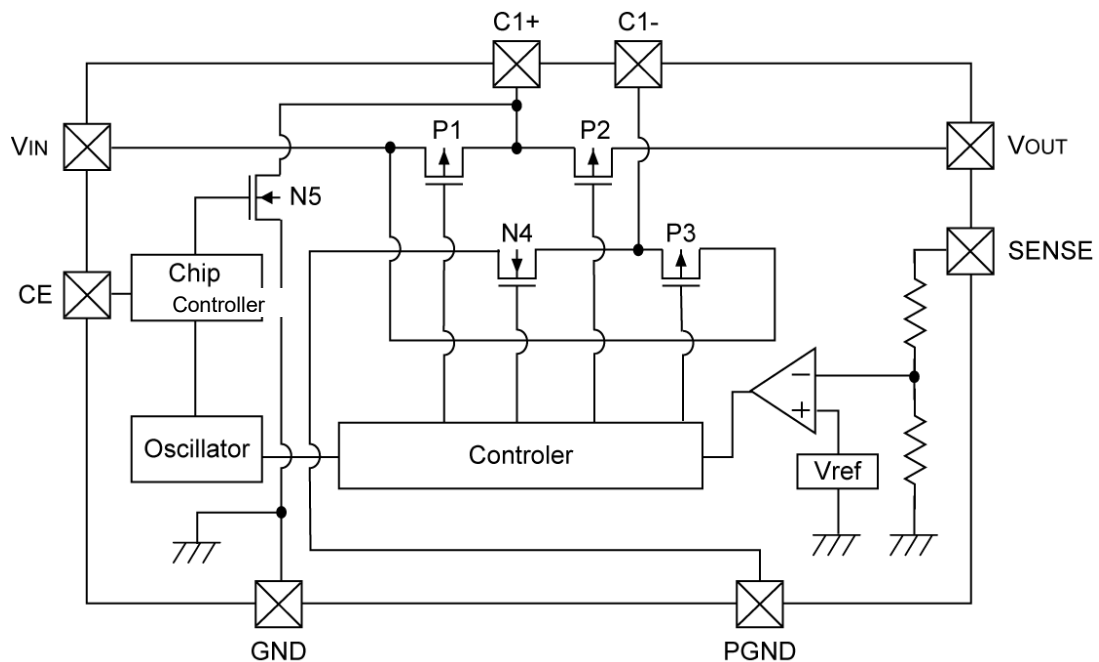 C1+
C1-
VIN
P1
P2
VOUT
N5
N4
P3
SENSE
CE
Chip
Controller
Oscillator
Controler
−
+
Vref
GND
PGND